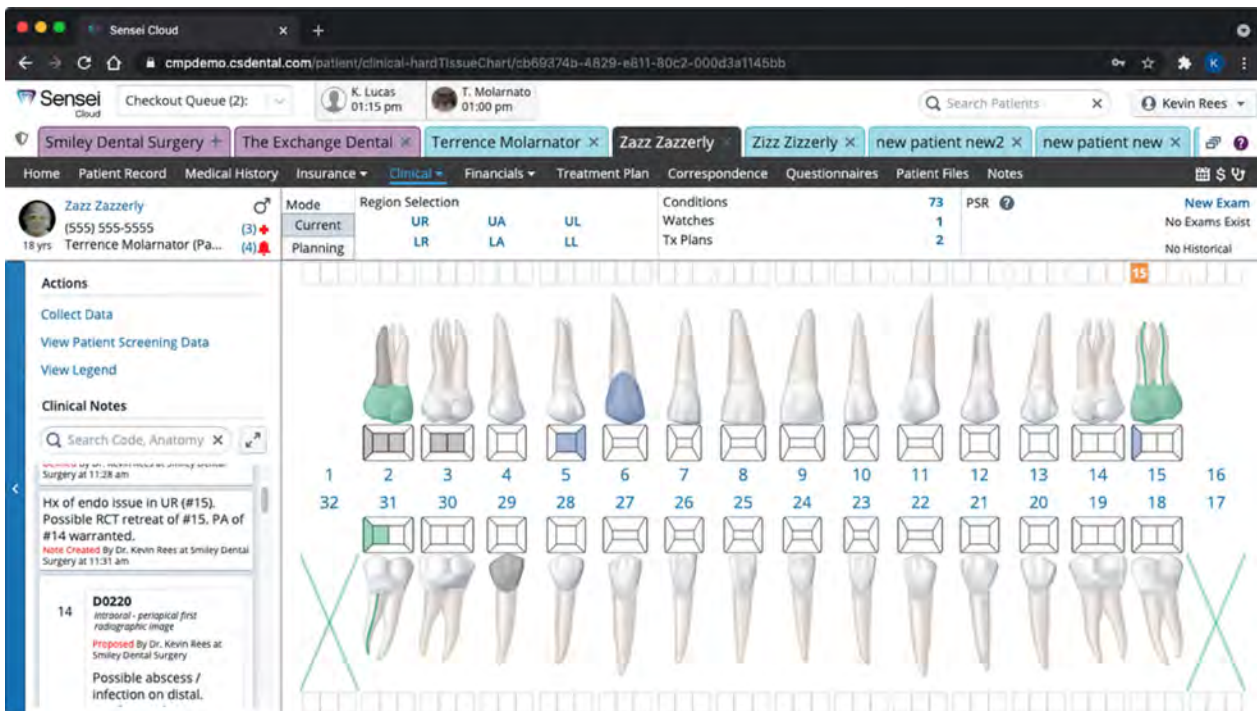 Sensei Cloud × +
cmpdemo.csdental.com/patient/clinical-hardTissueChart/cb69374b-4829-e811-80c2-000d3a1145bb
K
Sensei
Cloud
Checkout Queue (2):
K. Lucas
01:15 pm
T. Molarnato
01:00 pm
Search Patients ×
Kevin Rees
Smiley Dental Surgery +
The Exchange Dental ×
Terrence Molarnator ×
Zazz Zazzerly
Zizz Zizzerly ×
new patient new2 ×
new patient new ×
Home Patient Record Medical History Insurance Clinical Financials Treatment Plan Correspondence Questionnaires Patient Files Notes
Zazz Zazzerly
(555) 555-5555 (3)
18 yrs Terrence Molarnator (Pa... (4)
Mode
Current
Planning
Region Selection
UR UA UL
LR LA LL
Conditions 73
Watches 1
Tx Plans 2
PSR ?
New Exam
No Exams Exist
No Historical
Actions
Collect Data
View Patient Screening Data
View Legend
Clinical Notes
Search Code, Anatomy ×
Surgery at 11:28 am
Hx of endo issue in UR (#15).
Possible RCT retreat of #15. PA of
#14 warranted.
Note Created By Dr. Kevin Rees at Smiley Dental
Surgery at 11:31 am
14 D0220
Intraoral - periapical first
radiographic image
Proposed By Dr. Kevin Rees at
Smiley Dental Surgery
Possible abscess /
infection on distal.
15
1 2 3 4 5 6 7 8 9 10 11 12 13 14 15 16
32 31 30 29 28 27 26 25 24 23 22 21 20 19 18 17